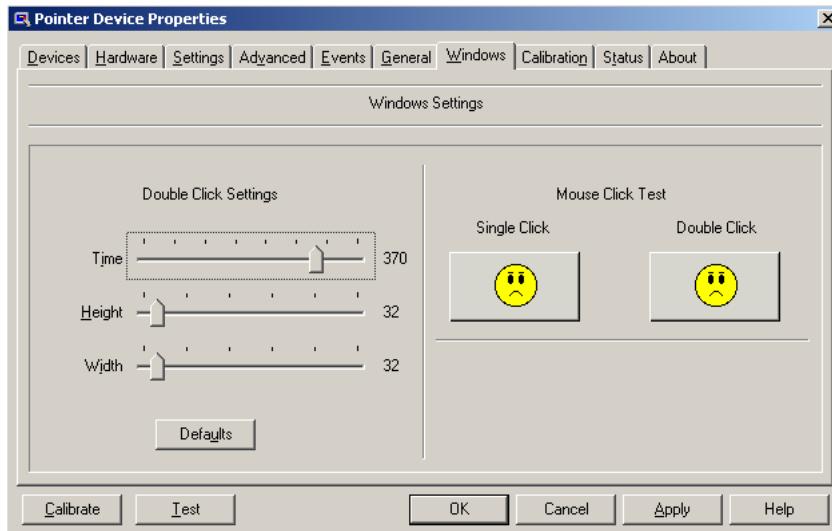 Pointer Device Properties
Devices Hardware Settings Advanced Events General Windows Calibration Status About
Windows Settings
Double Click Settings
Mouse Click Test
Single Click Double Click
Time 370
Height 32
Width 32
Defaults
Calibrate Test OK Cancel Apply Help